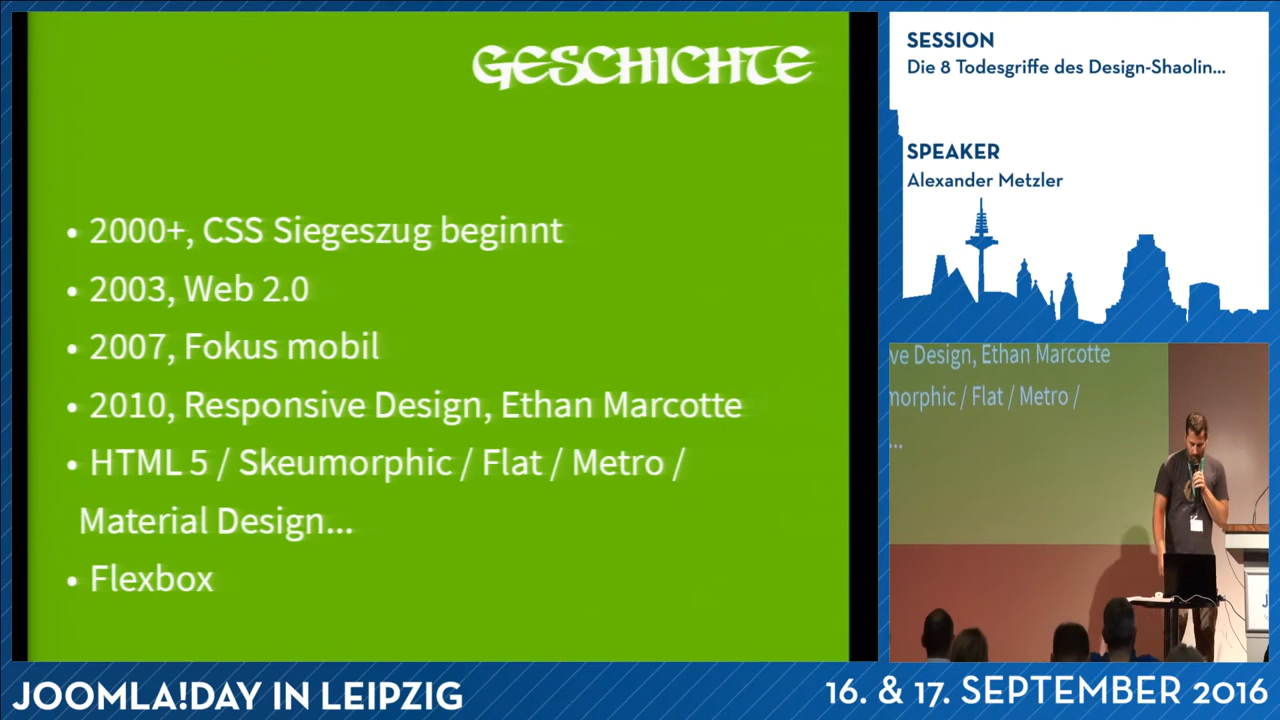 GESCHICHTE
• 2000+, CSS Siegeszug beginnt
• 2003, Web 2.0
• 2007, Fokus mobil
• 2010, Responsive Design, Ethan Marcotte
• HTML 5 / Skeumorphic / Flat / Metro /
Material Design...
• Flexbox
SESSION
Die 8 Todesgriffe des Design-Shaolin...
SPEAKER
Alexander Metzler
ve Design, Ethan Marcotte
morphic / Flat / Metro /
...
J
JOOMLA!DAY IN LEIPZIG
16. & 17. SEPTEMBER 2016